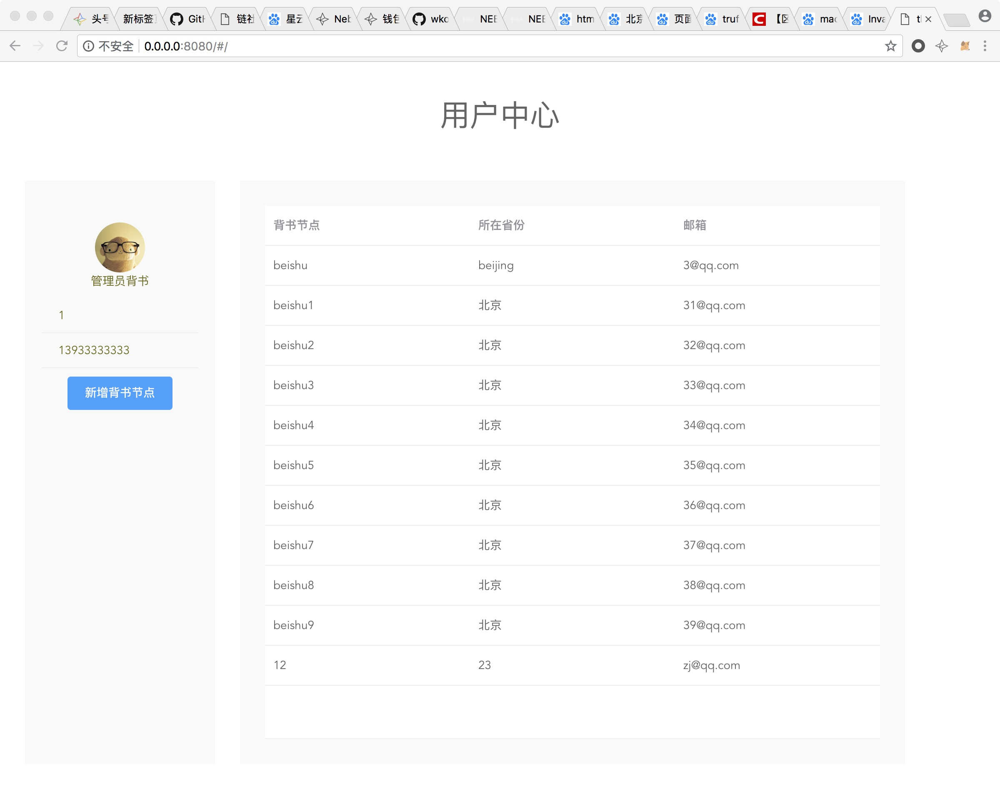 头号 新标签页 GitH 链社 星云 Neb 钱包 wko NEB NEB htm 北京 页面 truf 【区 mac Inva t
不安全 0.0.0.0:8080/#/
用户中心
管理员背书
1
13933333333
新增背书节点
背书节点 所在省份 邮箱
beishu beijing 3@qq.com
beishu1 北京 31@qq.com
beishu2 北京 32@qq.com
beishu3 北京 33@qq.com
beishu4 北京 34@qq.com
beishu5 北京 35@qq.com
beishu6 北京 36@qq.com
beishu7 北京 37@qq.com
beishu8 北京 38@qq.com
beishu9 北京 39@qq.com
12 23 zj@qq.com